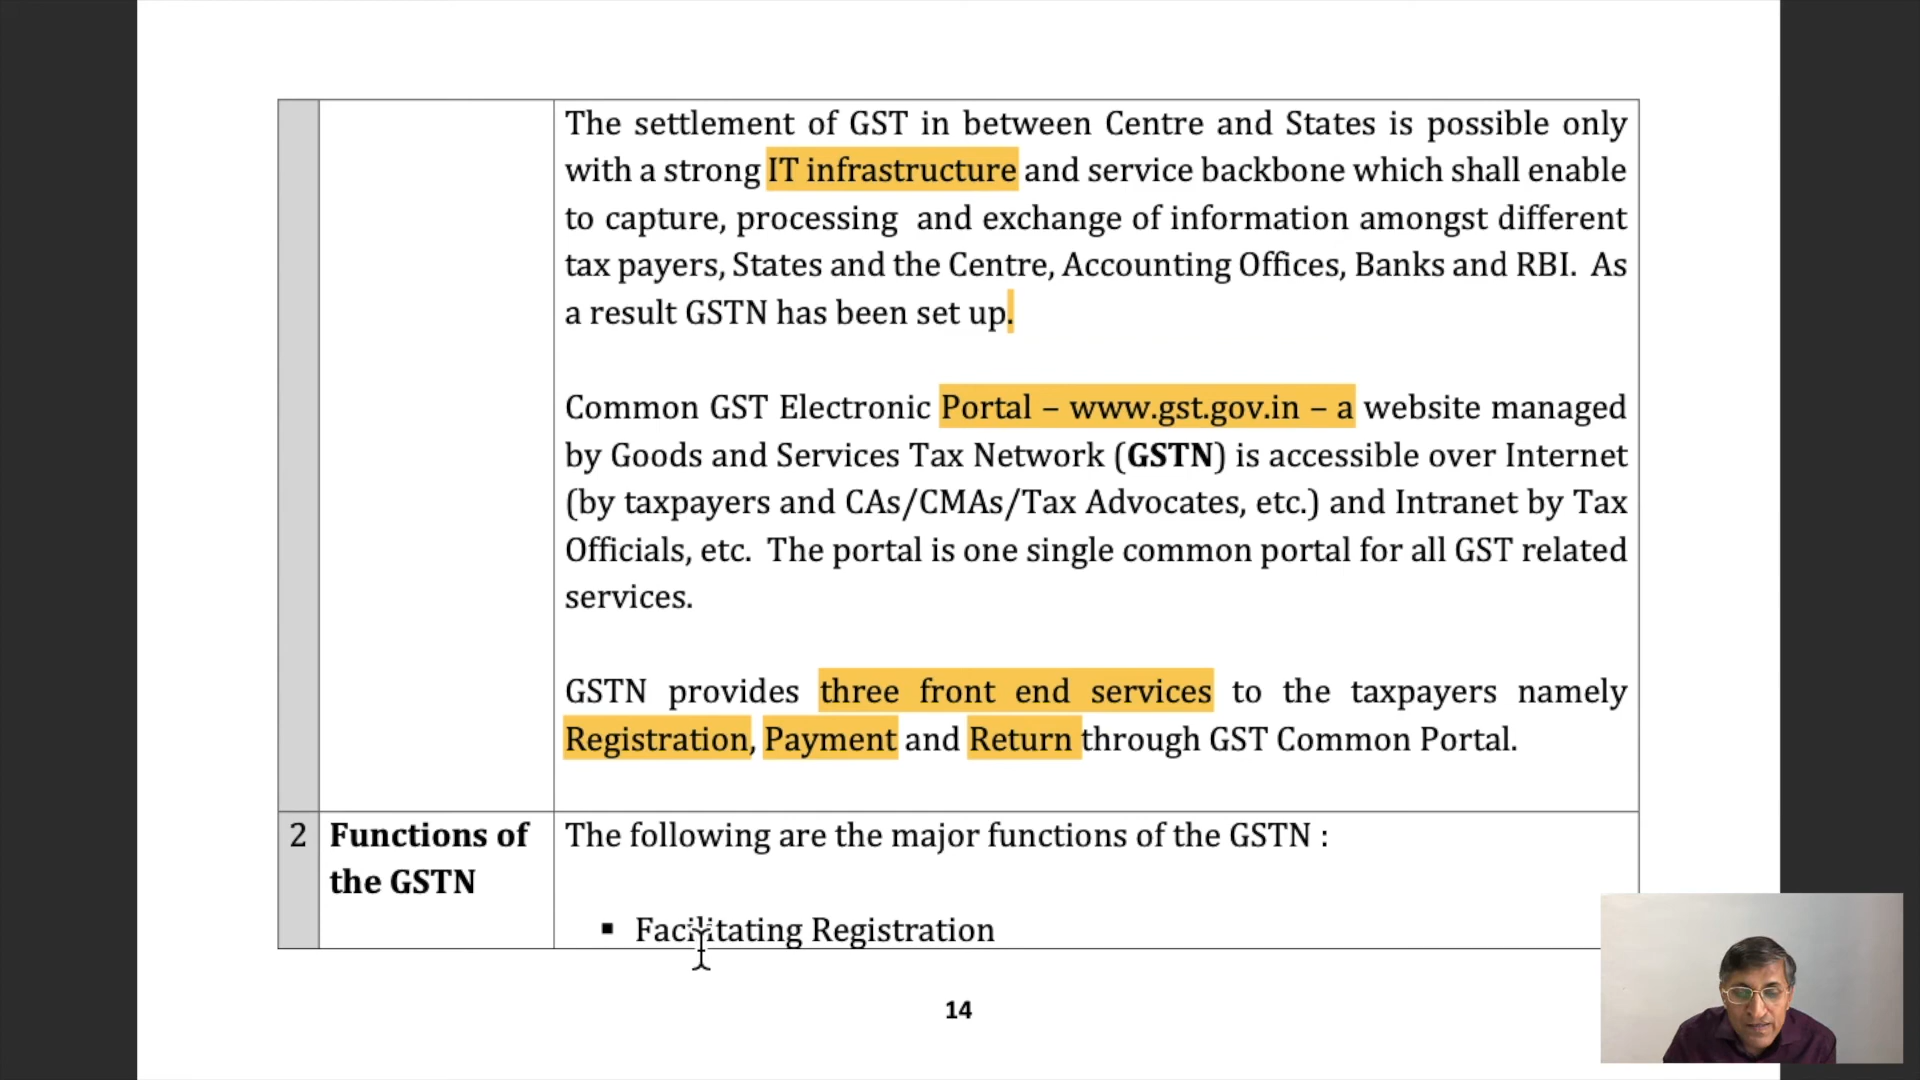 The settlement of GST in between Centre and States is possible only
with a strong IT infrastructure and service backbone which shall enable
to capture, processing  and exchange of information amongst different
tax payers, States and the Centre, Accounting Offices, Banks and RBI.  As
a result GSTN has been set up.
Common GST Electronic Portal – www.gst.gov.in – a website managed
by Goods and Services Tax Network (GSTN) is accessible over Internet
(by taxpayers and CAs/CMAs/Tax Advocates, etc.) and Intranet by Tax
Officials, etc.  The portal is one single common portal for all GST related
services.
GSTN provides three front end services to the taxpayers namely
Registration, Payment and Return through GST Common Portal.
2 Functions of
the GSTN
The following are the major functions of the GSTN :
▪ Facilitating Registration
14